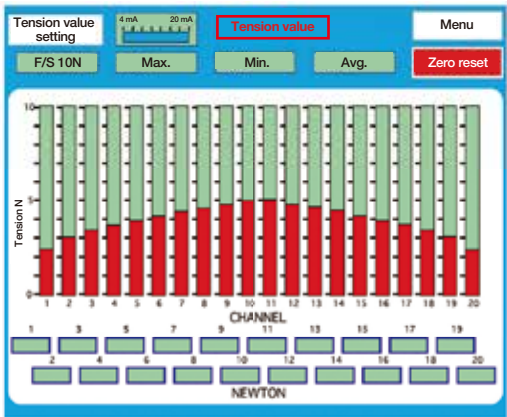 Tension value
setting
4 mA 20 mA
Tension value
Menu
F/S 10N
Max.
Min.
Avg.
Zero reset
10
5
0
Tension N
1 2 3 4 5 6 7 8 9 10 11 12 13 14 15 16 17 18 19 20
CHANNEL
1 3 5 7 9 11 13 15 17 19
2 4 6 8 10 12 14 16 18 20
NEWTON